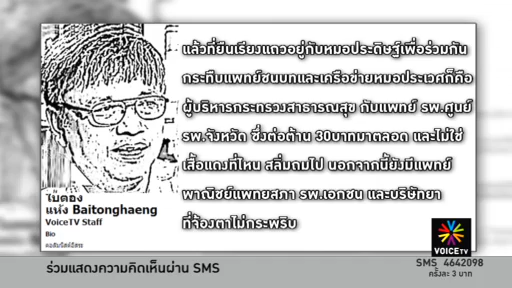 แล้วที่ยืนเรียงแถวอยู่กับหมอประดิษฐ์เพื่อร่วมกัน
กระทืบแพทย์ชนบทและเครือข่ายหมอประเวศก็คือ
ผู้บริหารกระทรวงสาธารณสุข กับแพทย์ รพ.ศูนย์
รพ.จังหวัด ซึ่งต่อต้าน 30บาทมาตลอด และไม่ใช่
เสื้อแดงที่ไหน สลิ่มถมไป นอกจากนี้ยังมีแพทย์
พาณิชย์แพทยสภา รพ.เอกชน และบริษัทยา
ที่จ้องตาไม่กระพริบ
ใบตอง
แห้ง Baitonghaeng
VoiceTV Staff
Bio
คอลัมนิสต์อิสระ
VOICETV
ร่วมแสดงความคิดเห็นผ่าน SMS
SMS 4642098
ครั้งละ 3 บาท